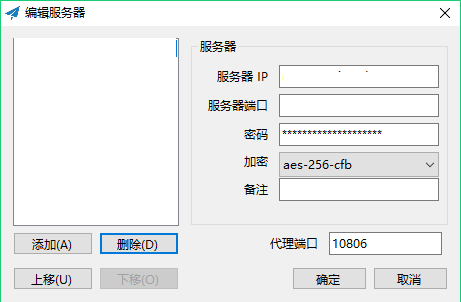 编辑服务器
服务器
服务器 IP
服务器端口
密码 ********************
加密 aes-256-cfb
备注
添加(A) 删除(D) 代理端口 10806
上移(U) 下移(O) 确定 取消